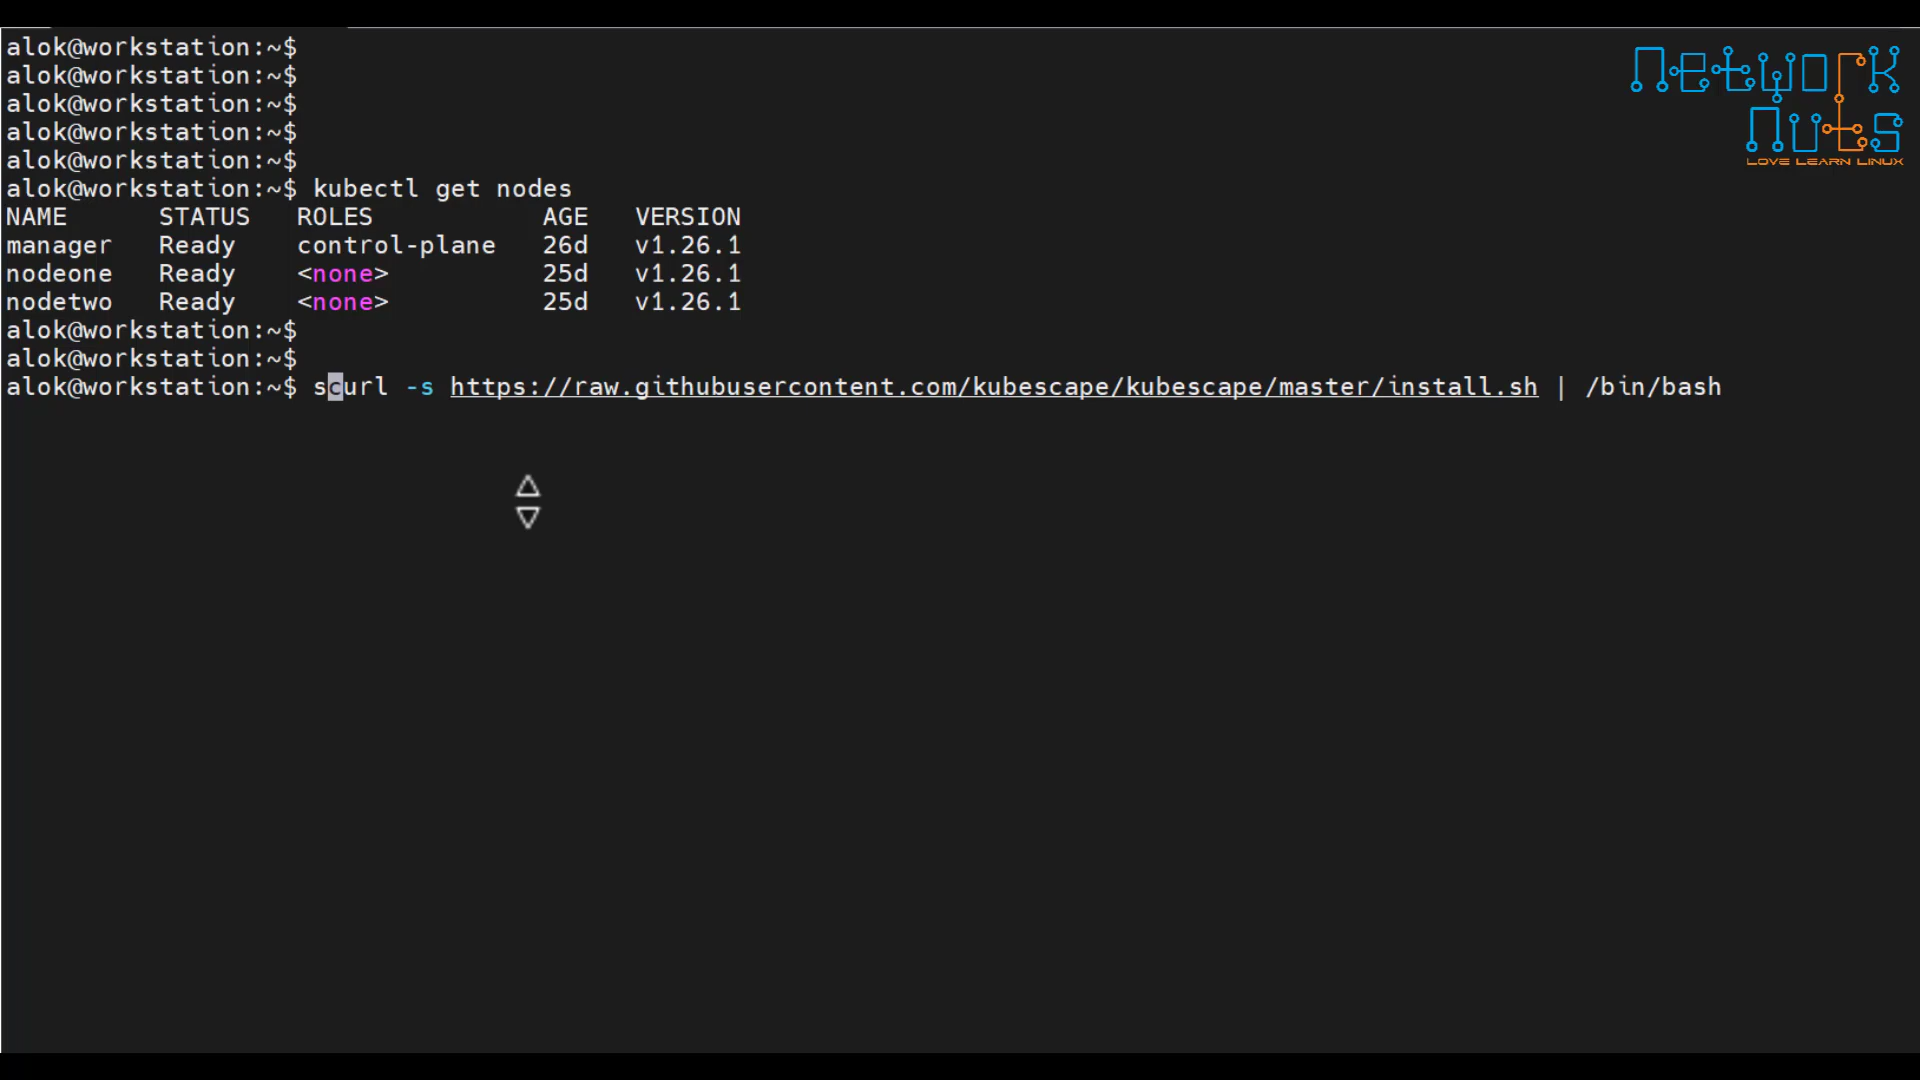 alok@workstation:~$
alok@workstation:~$
alok@workstation:~$
alok@workstation:~$
alok@workstation:~$
alok@workstation:~$ kubectl get nodes
NAME      STATUS   ROLES           AGE   VERSION
manager   Ready    control-plane   26d   v1.26.1
nodeone   Ready    <none>          25d   v1.26.1
nodetwo   Ready    <none>          25d   v1.26.1
alok@workstation:~$
alok@workstation:~$
alok@workstation:~$ scurl -s https://raw.githubusercontent.com/kubescape/kubescape/master/install.sh | /bin/bash
Network
Nuts
LOVE LEARN LINUX